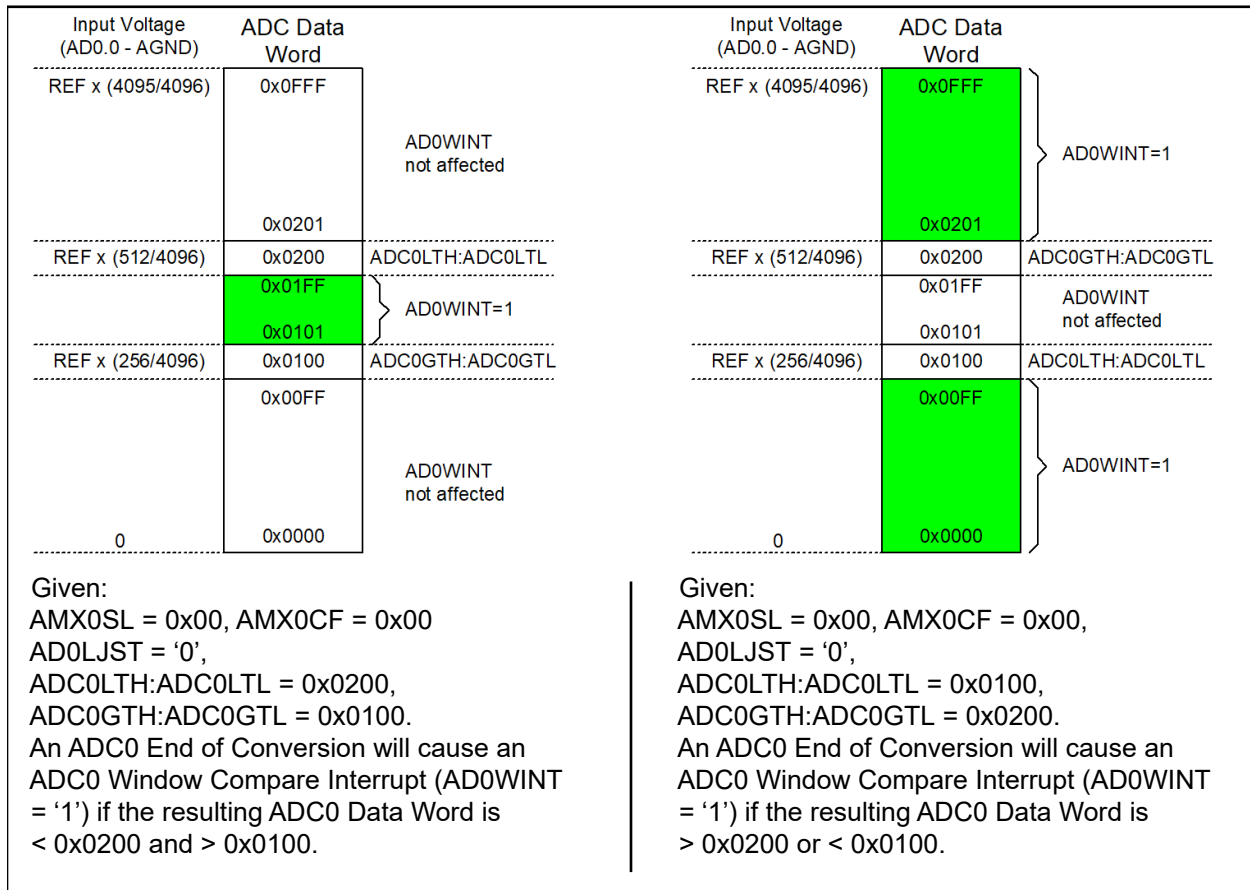 Input Voltage
(AD0.0 - AGND)
ADC Data
Word
REF x (4095/4096)
0x0FFF
AD0WINT
not affected
0x0201
REF x (512/4096)
0x0200
ADC0LTH:ADC0LTL
0x01FF
AD0WINT=1
0x0101
REF x (256/4096)
0x0100
ADC0GTH:ADC0GTL
0x00FF
AD0WINT
not affected
0
0x0000
Given:
AMX0SL = 0x00, AMX0CF = 0x00
AD0LJST = ‘0’,
ADC0LTH:ADC0LTL = 0x0200,
ADC0GTH:ADC0GTL = 0x0100.
An ADC0 End of Conversion will cause an
ADC0 Window Compare Interrupt (AD0WINT
= ‘1’) if the resulting ADC0 Data Word is
< 0x0200 and > 0x0100.
Input Voltage
(AD0.0 - AGND)
ADC Data
Word
REF x (4095/4096)
0x0FFF
AD0WINT=1
0x0201
REF x (512/4096)
0x0200
ADC0GTH:ADC0GTL
0x01FF
AD0WINT
not affected
0x0101
REF x (256/4096)
0x0100
ADC0LTH:ADC0LTL
0x00FF
AD0WINT=1
0
0x0000
Given:
AMX0SL = 0x00, AMX0CF = 0x00,
AD0LJST = ‘0’,
ADC0LTH:ADC0LTL = 0x0100,
ADC0GTH:ADC0GTL = 0x0200.
An ADC0 End of Conversion will cause an
ADC0 Window Compare Interrupt (AD0WINT
= ‘1’) if the resulting ADC0 Data Word is
> 0x0200 or < 0x0100.